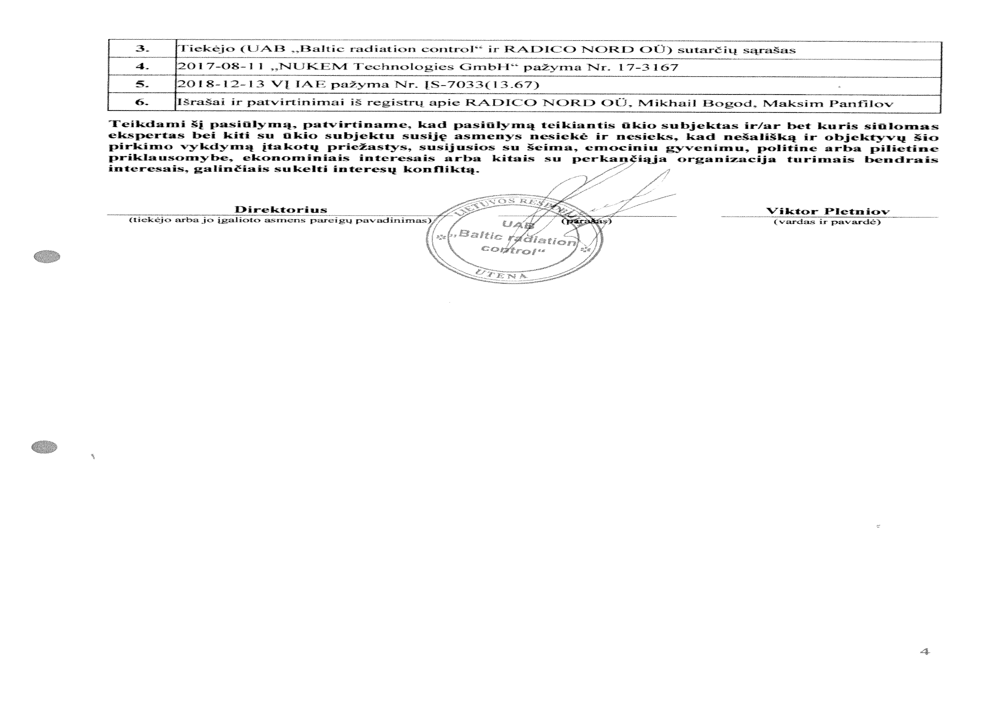 3. Tiekėjo (UAB „Baltic radiation control“ ir RADICO NORD OÜ) sutarčių sąrašas
4. 2017-08-11 „NUKEM Technologies GmbH“ pažyma Nr. 17-3167
5. 2018-12-13 VĮ IAE pažyma Nr. ĮS-7033(13.67)
6. Išrašai ir patvirtinimai iš registrų apie RADICO NORD OÜ, Mikhail Bogod, Maksim Panfilov
Teikdami šį pasiūlymą, patvirtiname, kad pasiūlymą teikiantis ūkio subjektas ir/ar bet kuris siūlomas
ekspertas bei kiti su ūkio subjektu susiję asmenys nesiekė ir nesieks, kad nešališką ir objektyvų šio
pirkimo vykdymą įtakotų priežastys, susijusios su šeima, emociniu gyvenimu, politine arba pilietine
priklausomybe, ekonominiais interesais arba kitais su perkančiąja organizacija turimais bendrais
interesais, galinčiais sukelti interesų konfliktą.
Direktorius
(tiekėjo arba jo įgalioto asmens pareigų pavadinimas)
(parašas)
Viktor Pletniov
(vardas ir pavardė)
LIETUVOS RESPUBLIKA
UAB
„Baltic radiation
control“
UTENA
4